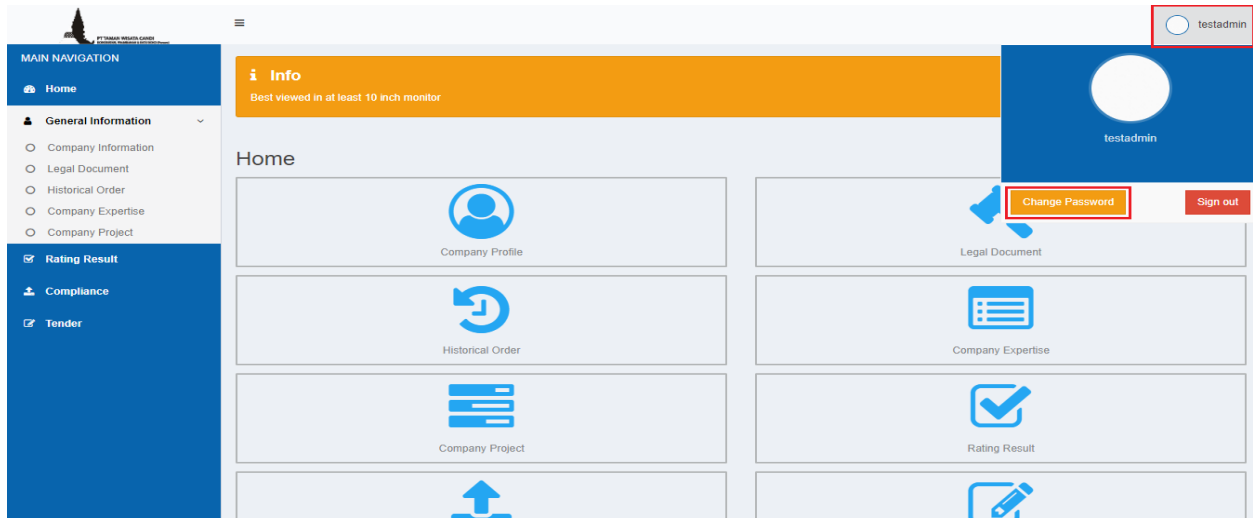 PT TAMAN WISATA CANDI
testadmin
MAIN NAVIGATION
Home
General Information
Company Information
Legal Document
Historical Order
Company Expertise
Company Project
Rating Result
Compliance
Tender
Info
Best viewed in at least 10 inch monitor
testadmin
Change Password
Sign out
Home
Company Profile
Legal Document
Historical Order
Company Expertise
Company Project
Rating Result